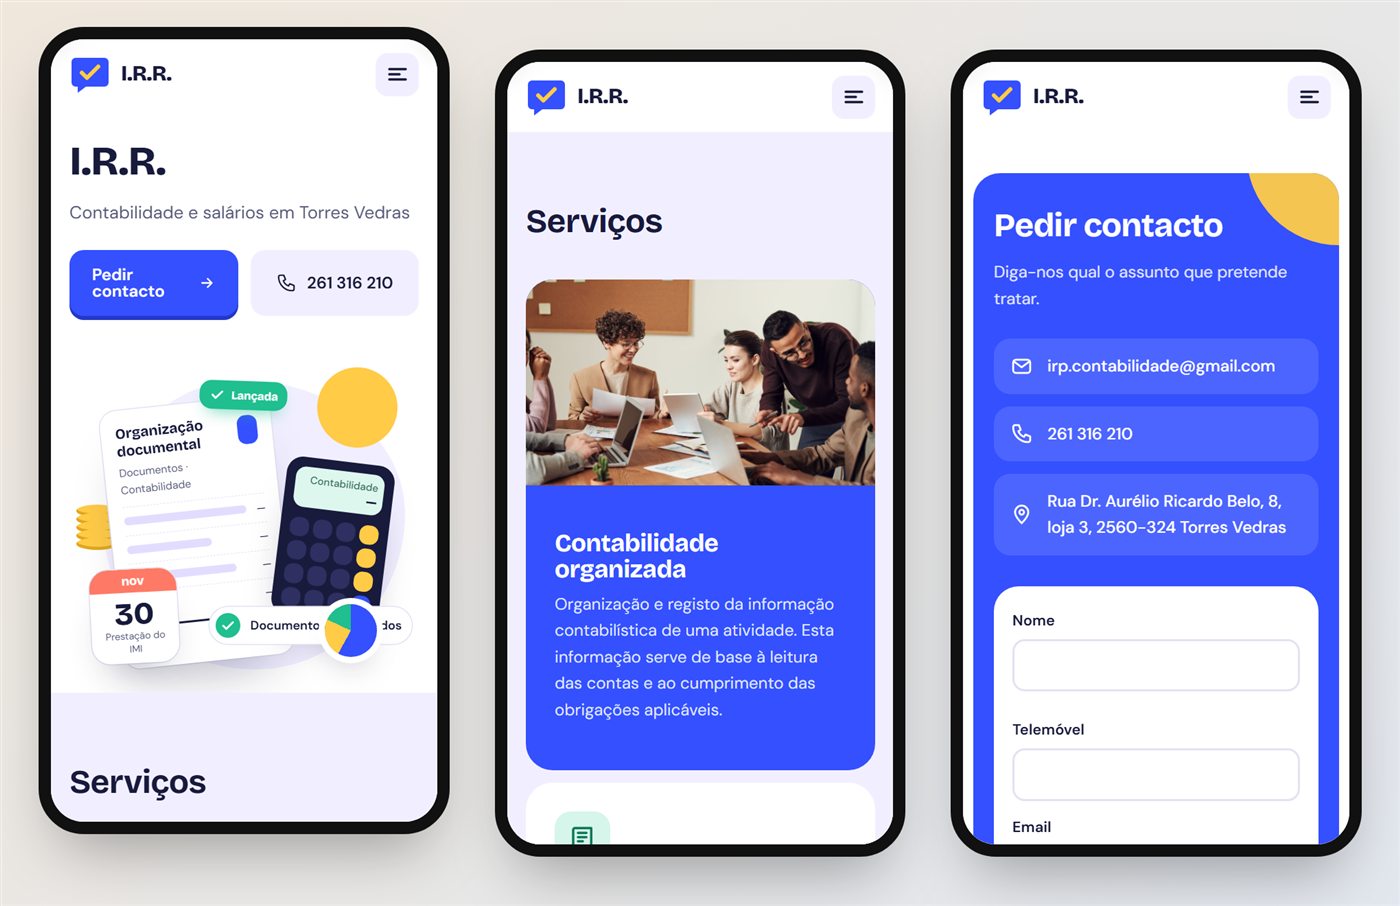 I.R.R.
I.R.R.
Contabilidade e salários em Torres Vedras
Pedir
contacto
261 316 210
Lançada
Organização
documental
Documentos ·
Contabilidade
Contabilidade
nov
30
Prestação do
IMI
Documento
dos
Serviços
I.R.R.
Serviços
Contabilidade
organizada
Organização e registo da informação
contabilística de uma atividade. Esta
informação serve de base à leitura
das contas e ao cumprimento das
obrigações aplicáveis.
I.R.R.
Pedir contacto
Diga-nos qual o assunto que pretende
tratar.
irp.contabilidade@gmail.com
261 316 210
Rua Dr. Aurélio Ricardo Belo, 8,
loja 3, 2560-324 Torres Vedras
Nome
Telemóvel
Email